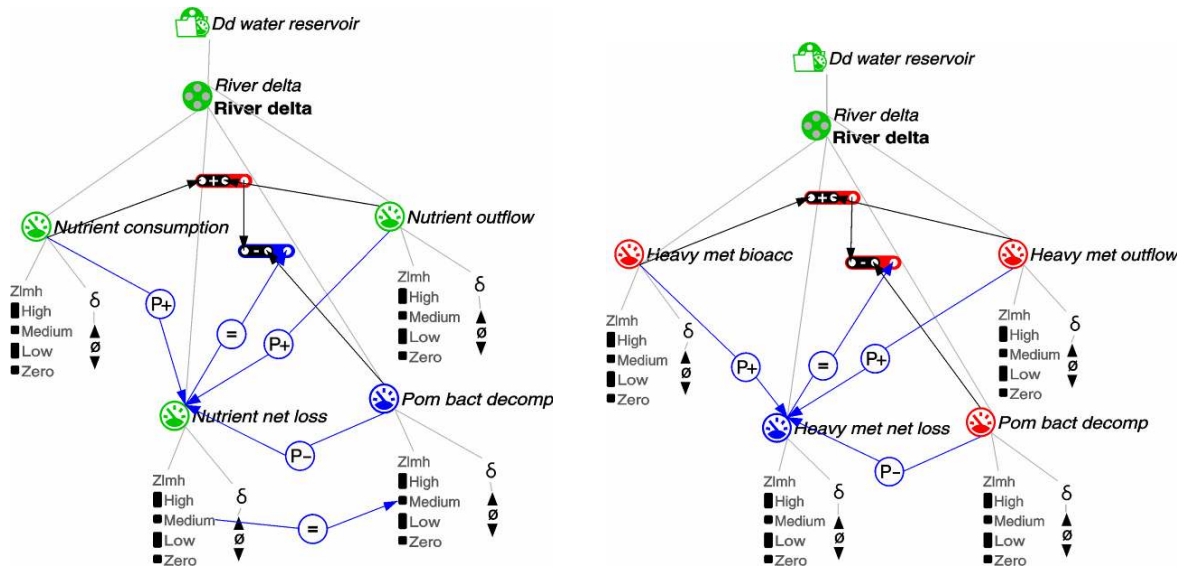 Dd water reservoir
River delta
River delta
+
Nutrient consumption
Nutrient outflow
-
Zlmh
High
Medium
Low
Zero
δ
ø
Zlmh
High
Medium
Low
Zero
δ
ø
P+
=
P+
Nutrient net loss
Pom bact decomp
P-
Zlmh
High
Medium
Low
Zero
δ
ø
=
Zlmh
High
Medium
Low
Zero
δ
ø
Dd water reservoir
River delta
River delta
+
Heavy met bioacc
Heavy met outflow
-
Zlmh
High
Medium
Low
Zero
δ
ø
Zlmh
High
Medium
Low
Zero
δ
ø
P+
=
P+
Heavy met net loss
Pom bact decomp
P-
Zlmh
High
Medium
Low
Zero
δ
ø
Zlmh
High
Medium
Low
Zero
δ
ø